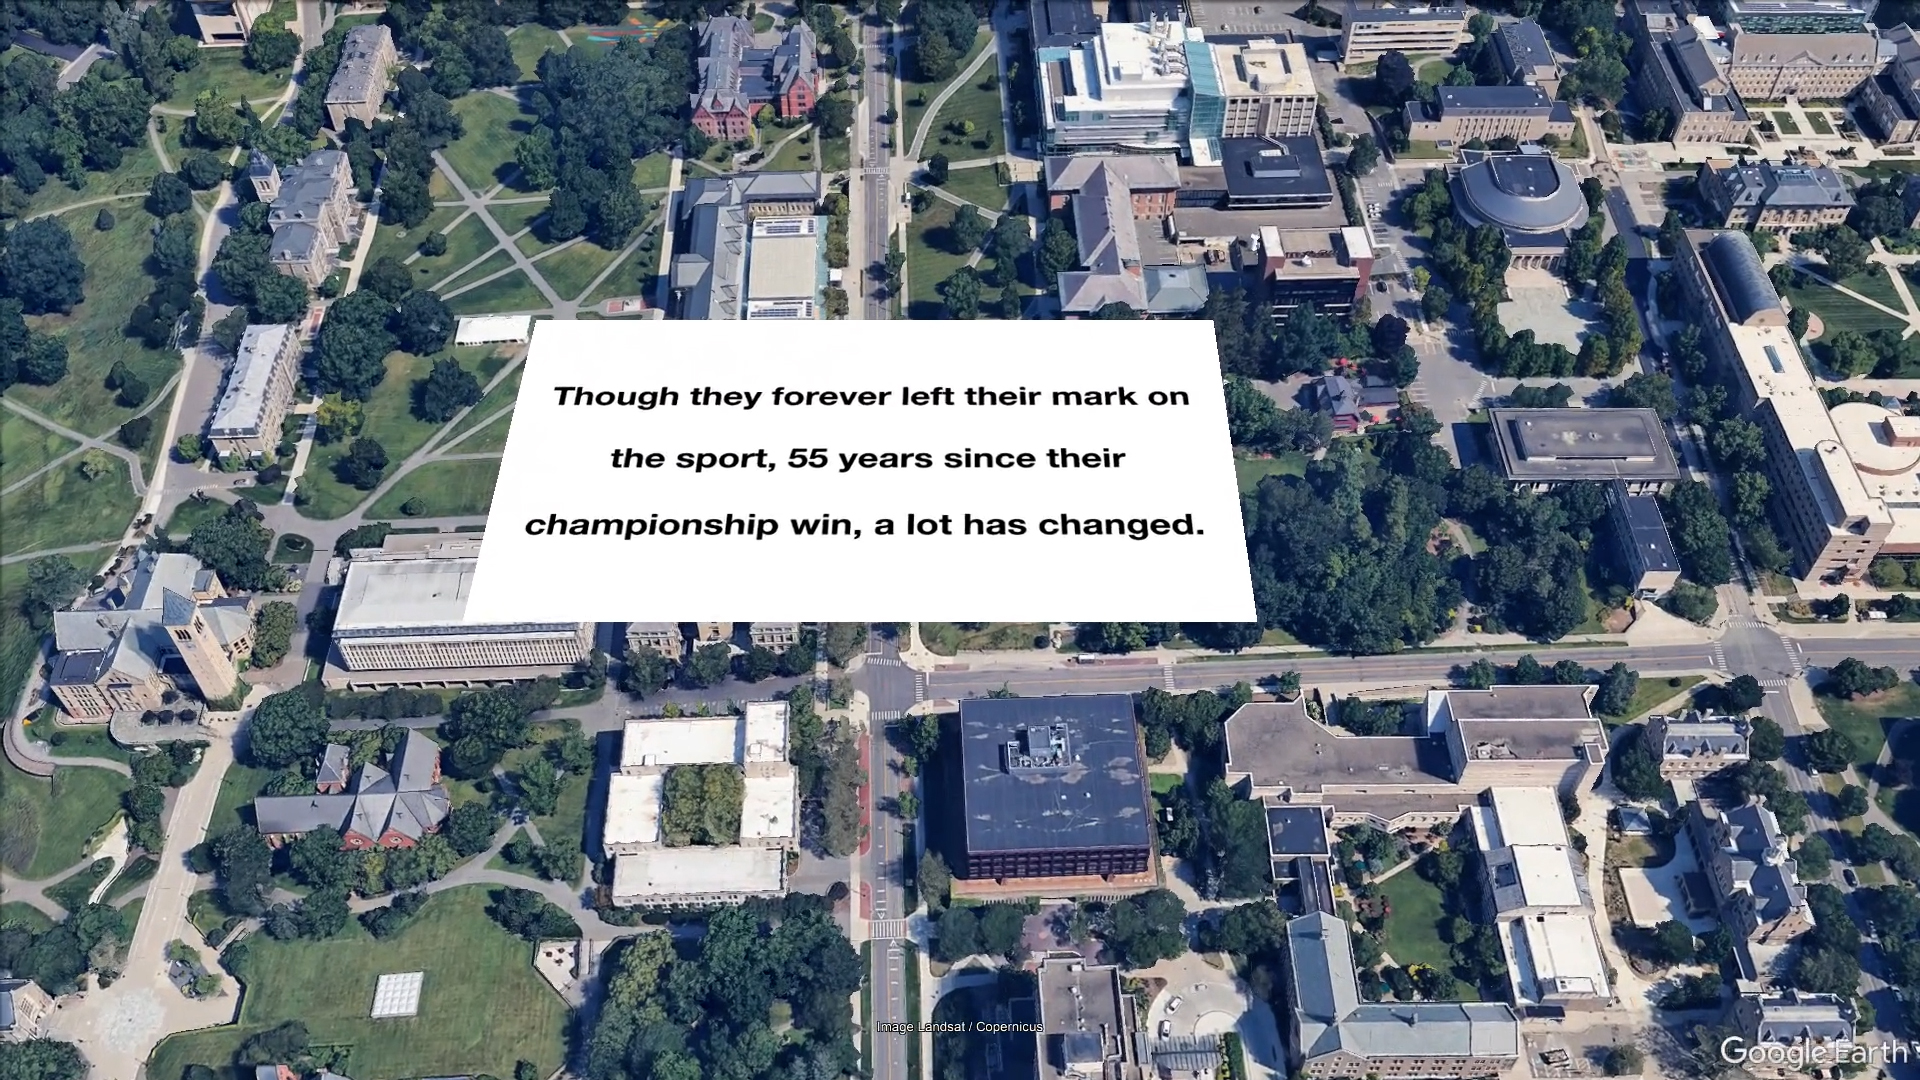 Though they forever left their mark on
the sport, 55 years since their
championship win, a lot has changed.
Image Landsat / Copernicus
Google Earth